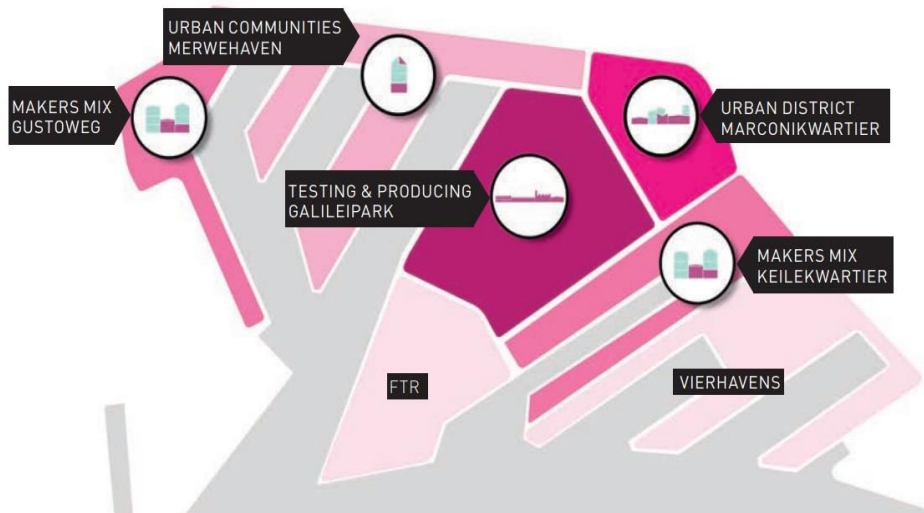 URBAN COMMUNITIES
MERWEHAVEN
MAKERS MIX
GUSTOWEG
URBAN DISTRICT
MARCONIKWARTIER
TESTING & PRODUCING
GALILEIPARK
MAKERS MIX
KEILEKWARTIER
FTR
VIERHAVENS